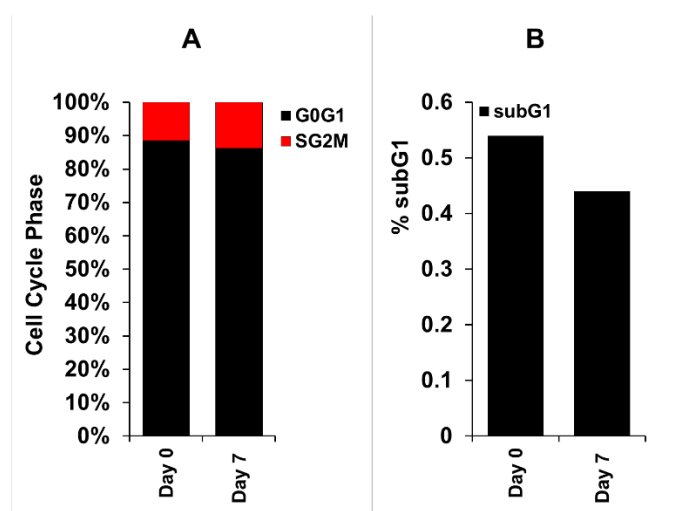 A
Cell Cycle Phase
100%
90%
80%
70%
60%
50%
40%
30%
20%
10%
0%
Day 0
Day 7
G0G1
SG2M
B
% subG1
0.6
0.5
0.4
0.3
0.2
0.1
0
subG1
Day 0
Day 7